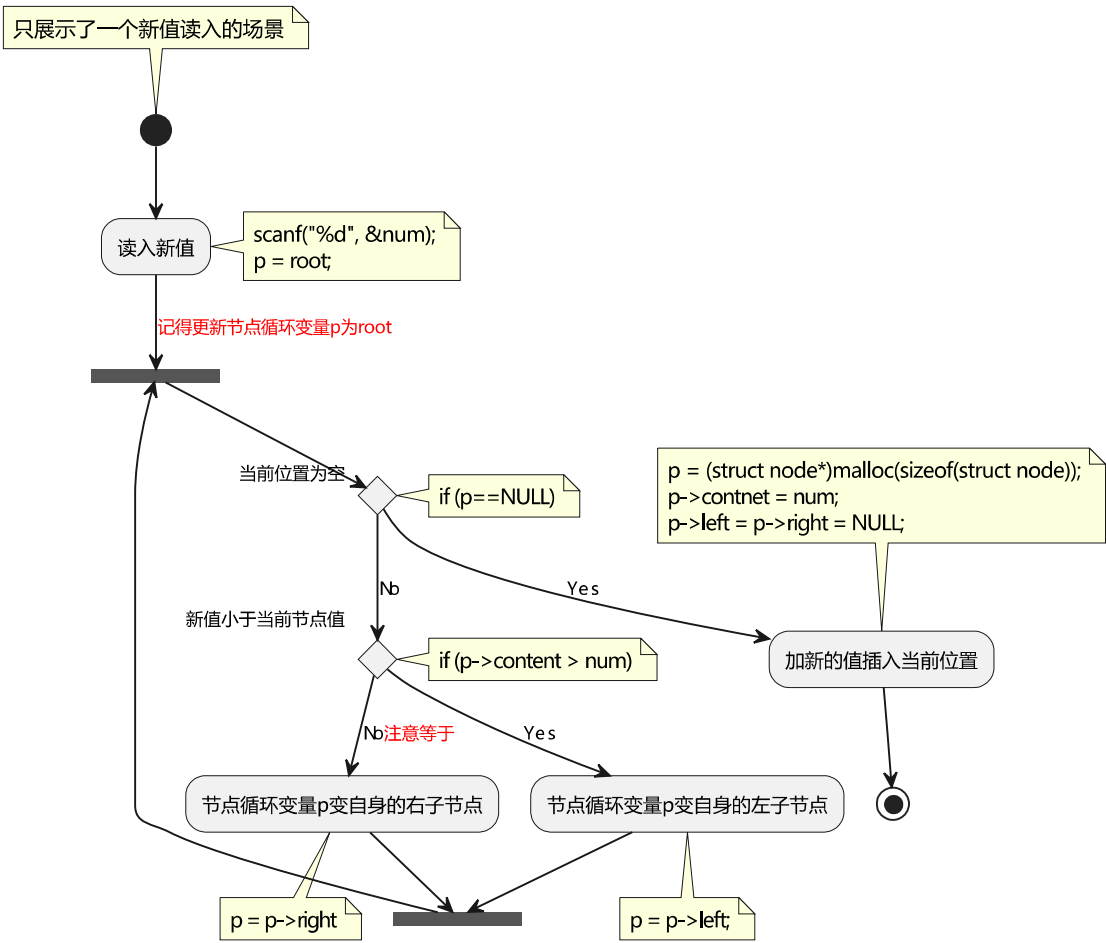 只展示了一个新值读入的场景
读入新值
scanf("%d", &num);
p = root;
记得更新节点循环变量p为root
当前位置为空
if (p==NULL)
p = (struct node*)malloc(sizeof(struct node));
p->contnet = num;
p->left = p->right = NULL;
No
Yes
新值小于当前节点值
if (p->content > num)
加新的值插入当前位置
No注意等于
Yes
节点循环变量p变自身的右子节点
节点循环变量p变自身的左子节点
p = p->right
p = p->left;